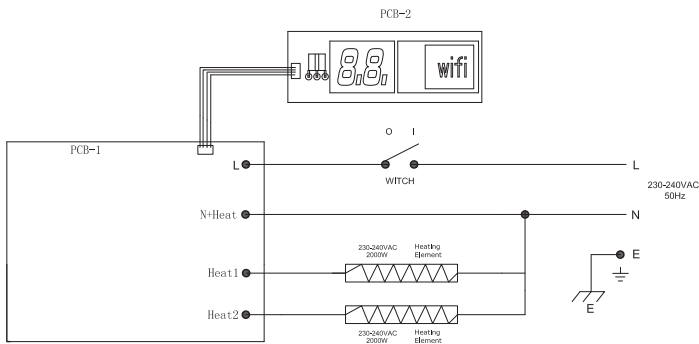 PCB-2
8.8.
wifi
PCB-1
O I
L
WITCH
L
230-240VAC
50Hz
N+Heat
N
230-240VAC
2000W
Heating
Element
E
Heat1
E
Heat2
230-240VAC
2000W
Heating
Element